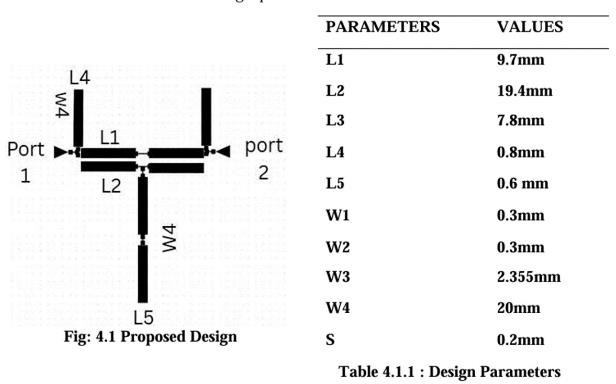 L4
W4
Port
1
L1
L2
port
2
W4
L5
Fig: 4.1 Proposed Design
PARAMETERS VALUES
L1 9.7mm
L2 19.4mm
L3 7.8mm
L4 0.8mm
L5 0.6 mm
W1 0.3mm
W2 0.3mm
W3 2.355mm
W4 20mm
S 0.2mm
Table 4.1.1 : Design Parameters